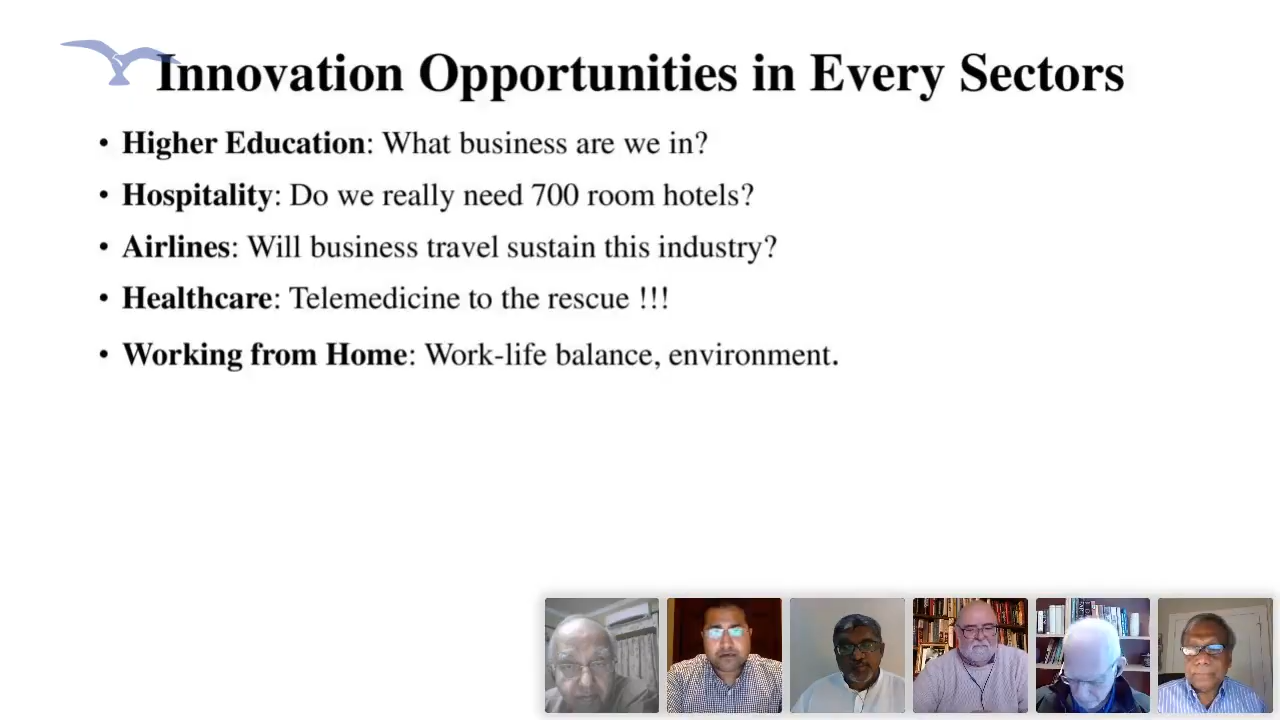 Innovation Opportunities in Every Sectors
• Higher Education: What business are we in?
• Hospitality: Do we really need 700 room hotels?
• Airlines: Will business travel sustain this industry?
• Healthcare: Telemedicine to the rescue !!!
• Working from Home: Work-life balance, environment.